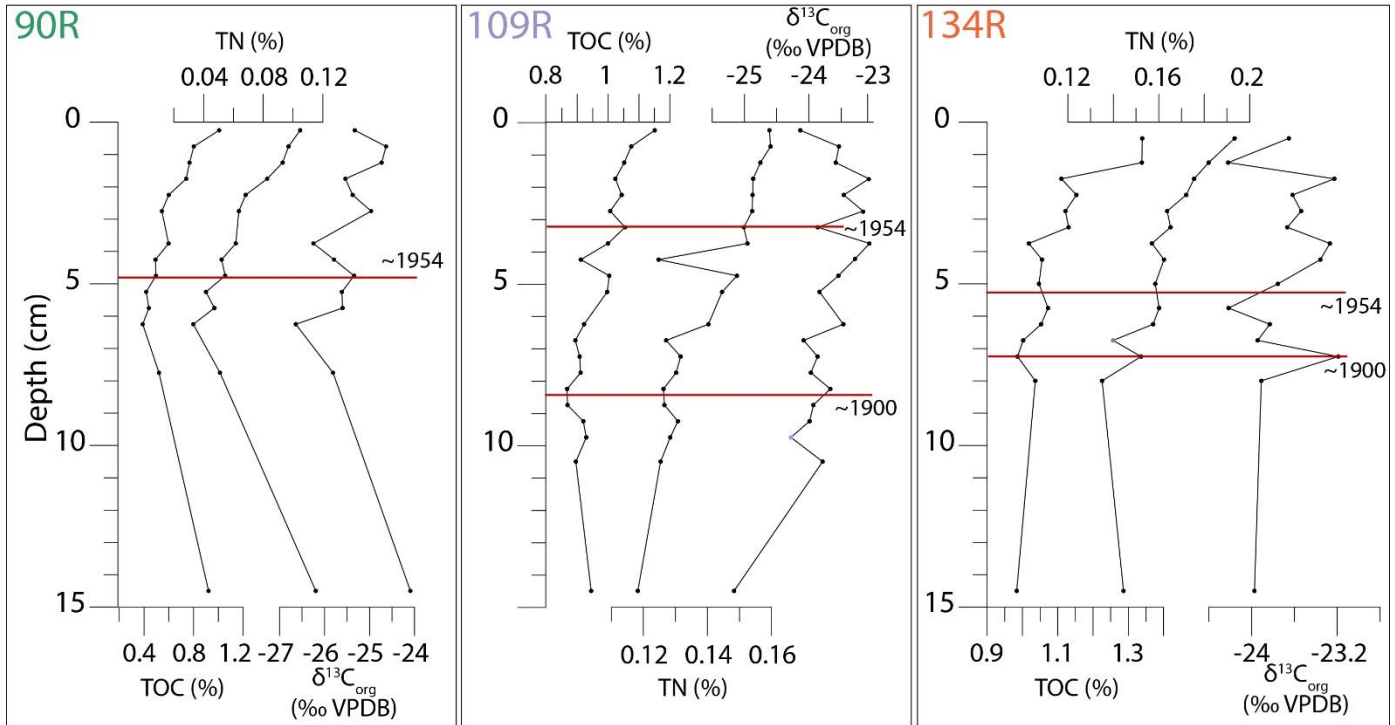 90R
TN (%)
0.04 0.08 0.12
0
5
10
15
Depth (cm)
~1954
0.4 0.8 1.2 -27 -26 -25 -24
TOC (%)
δ¹³Corg
(‰ VPDB)
109R
TOC (%)
δ¹³Corg
(‰ VPDB)
0.8 1 1.2 -25 -24 -23
0
5
10
~1954
~1900
0.12 0.14 0.16
TN (%)
134R
TN (%)
0.12 0.16 0.2
0
5
10
15
~1954
~1900
0.9 1.1 1.3 -24 -23.2
TOC (%)
δ¹³Corg
(‰ VPDB)